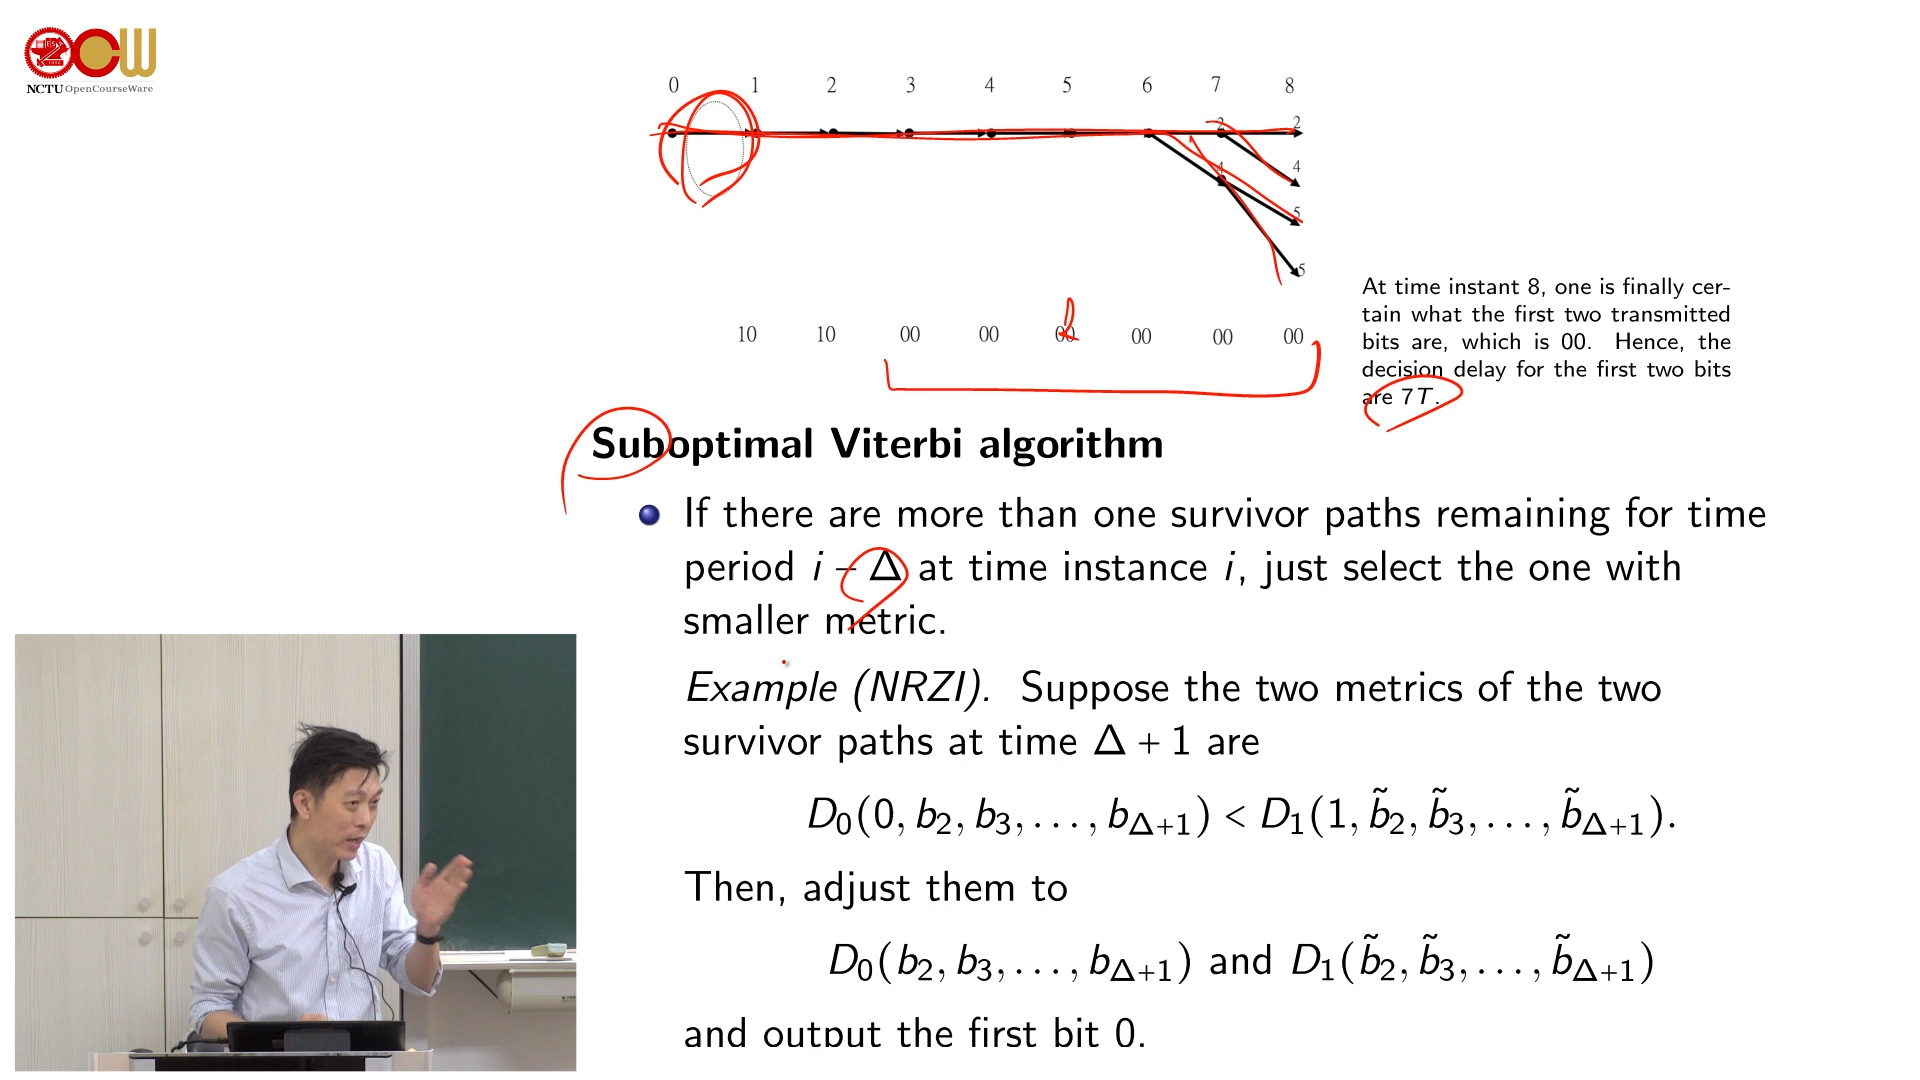 NCTU OpenCourseWare
0 1 2 3 4 5 6 7 8
2 2
4 4
5
5
10 10 00 00 00 00 00 00
At time instant 8, one is finally cer-
tain what the first two transmitted
bits are, which is 00. Hence, the
decision delay for the first two bits
are 7T.
Suboptimal Viterbi algorithm
If there are more than one survivor paths remaining for time
period i − Δ at time instance i, just select the one with
smaller metric.
Example (NRZI). Suppose the two metrics of the two
survivor paths at time Δ + 1 are
D₀(0, b₂, b₃, . . . , b_{Δ+1}) < D₁(1, b̃₂, b̃₃, . . . , b̃_{Δ+1}).
Then, adjust them to
D₀(b₂, b₃, . . . , b_{Δ+1}) and D₁(b̃₂, b̃₃, . . . , b̃_{Δ+1})
and output the first bit 0.